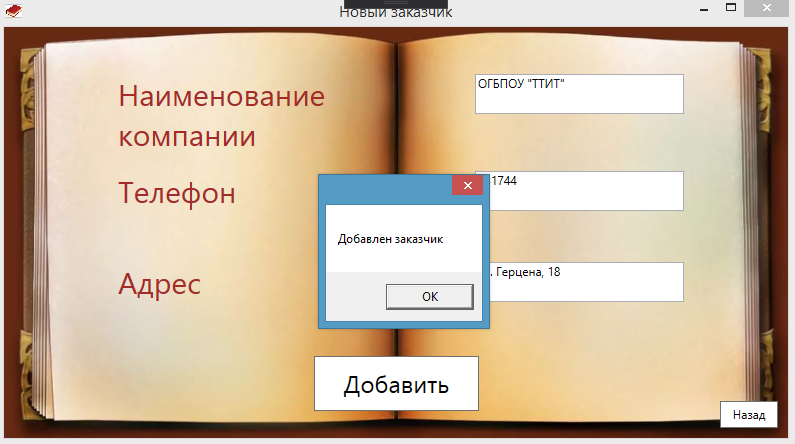 Новый заказчик
Наименование
компании
ОГБПОУ "ТТИТ"
Телефон
1744
Адрес
. Герцена, 18
Добавлен заказчик
OK
Добавить
Назад